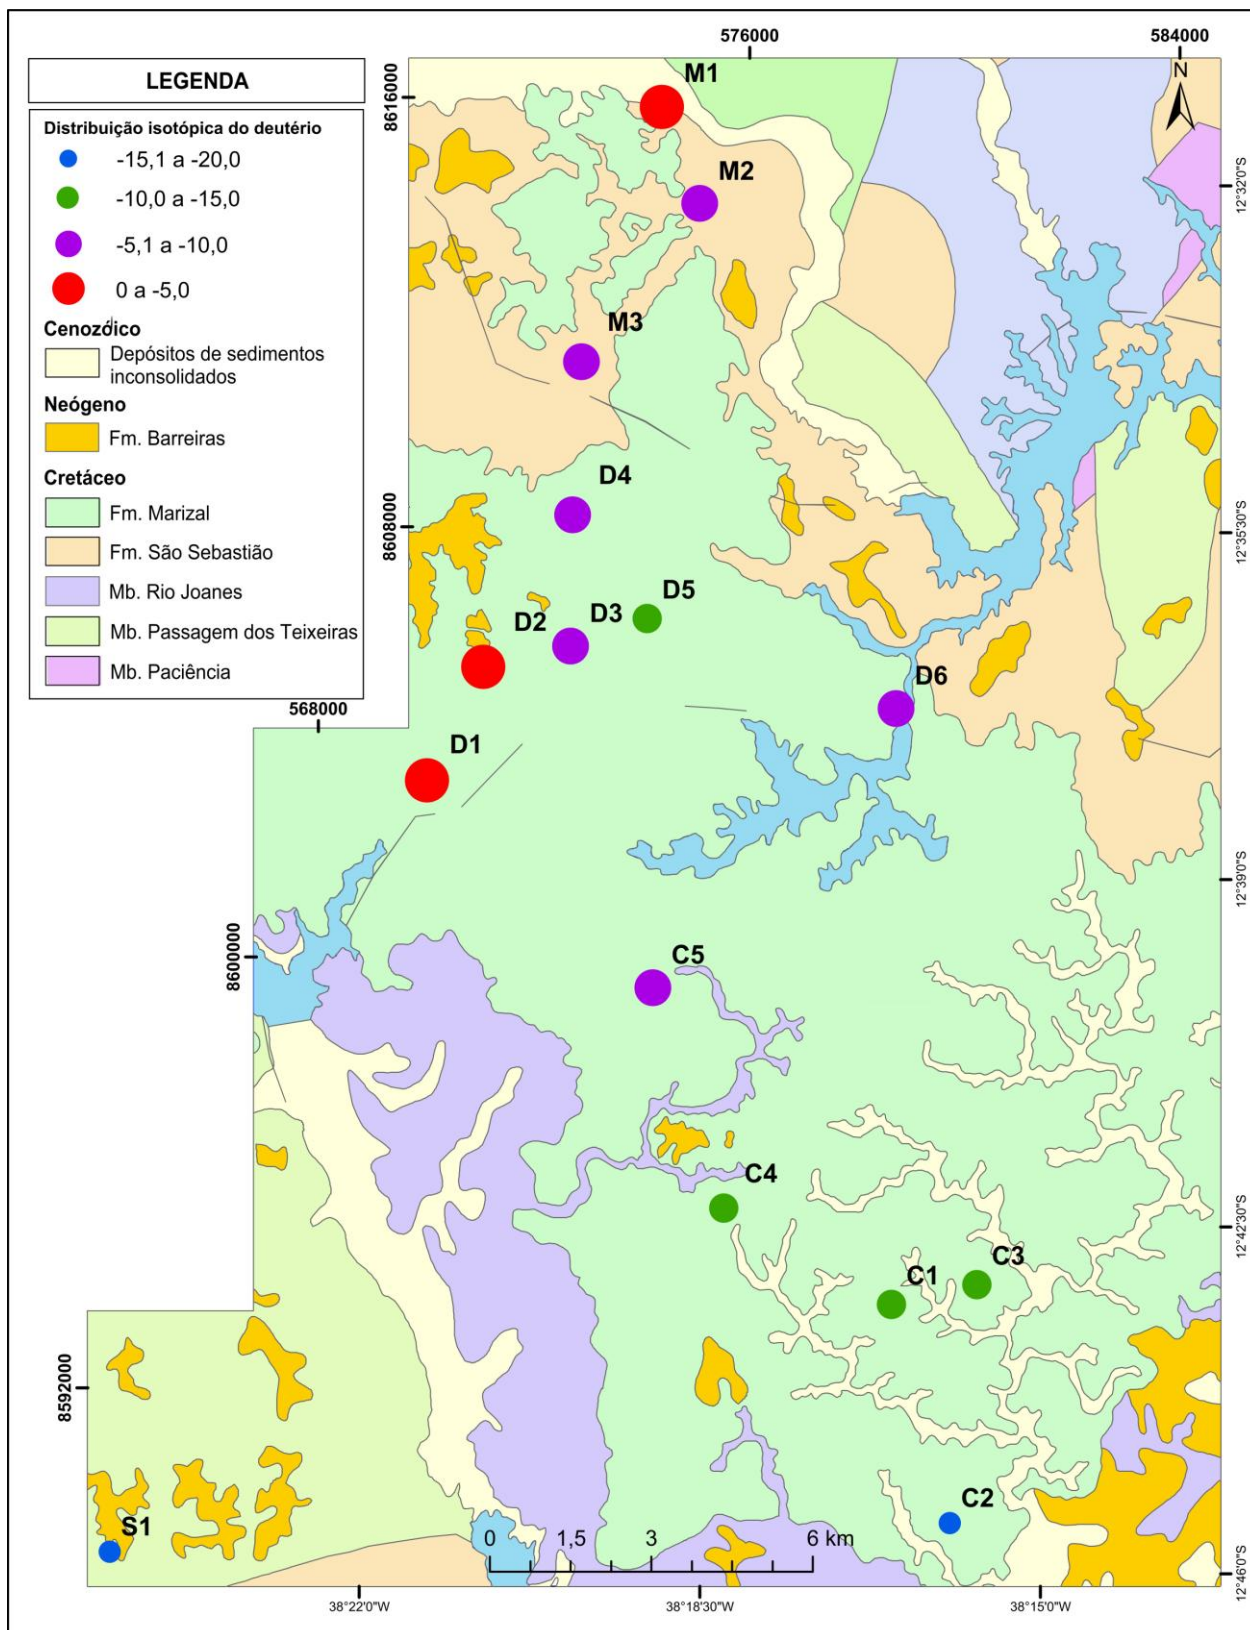 576000
584000
LEGENDA
Distribuição isotópica do deutério
-15,1 a -20,0
-10,0 a -15,0
-5,1 a -10,0
0 a -5,0
Cenozóico
Depósitos de sedimentos
inconsolidados
Neógeno
Fm. Barreiras
Cretáceo
Fm. Marizal
Fm. São Sebastião
Mb. Rio Joanes
Mb. Passagem dos Teixeiras
Mb. Paciência
568000
8616000
8608000
8600000
8592000
N
M1
M2
M3
D4
D5
D2
D3
D6
D1
C5
C4
C3
C1
C2
S1
0 1,5 3 6 km
12°32'0"S
12°35'30"S
12°39'0"S
12°42'30"S
12°46'0"S
38°22'0"W
38°18'30"W
38°15'0"W